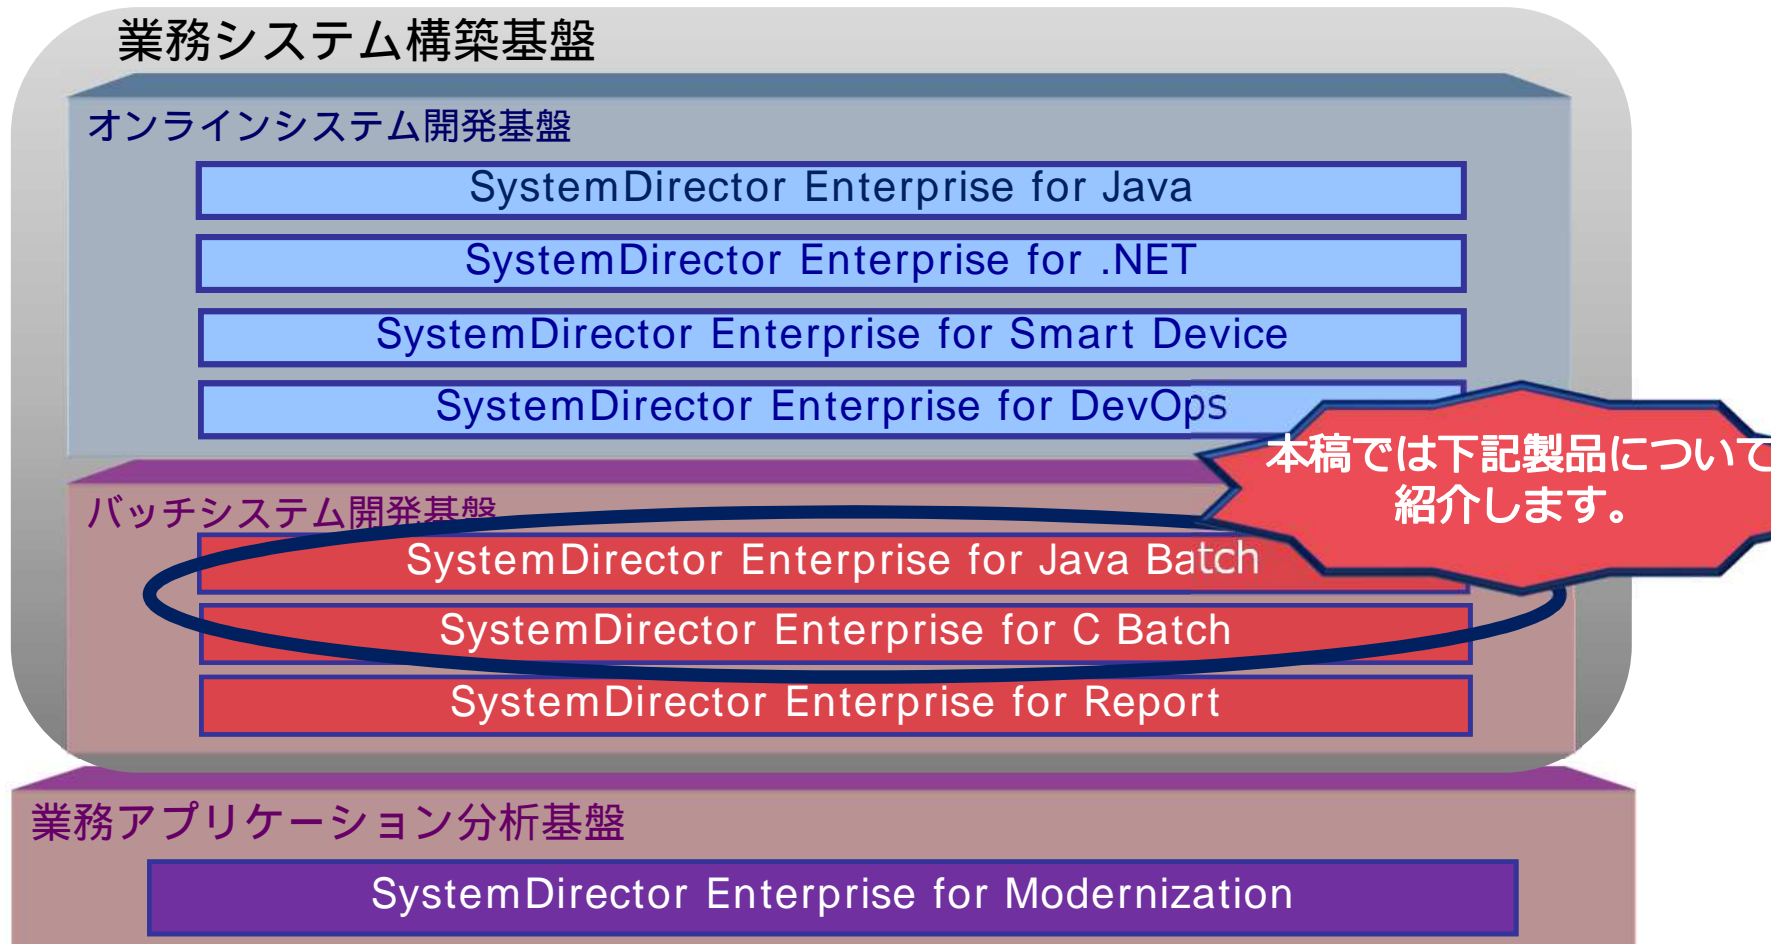 業務システム構築基盤
オンラインシステム開発基盤
SystemDirector Enterprise for Java
SystemDirector Enterprise for .NET
SystemDirector Enterprise for Smart Device
SystemDirector Enterprise for DevOps
本稿では下記製品について
紹介します。
バッチシステム開発基盤
SystemDirector Enterprise for Java Batch
SystemDirector Enterprise for C Batch
SystemDirector Enterprise for Report
業務アプリケーション分析基盤
SystemDirector Enterprise for Modernization